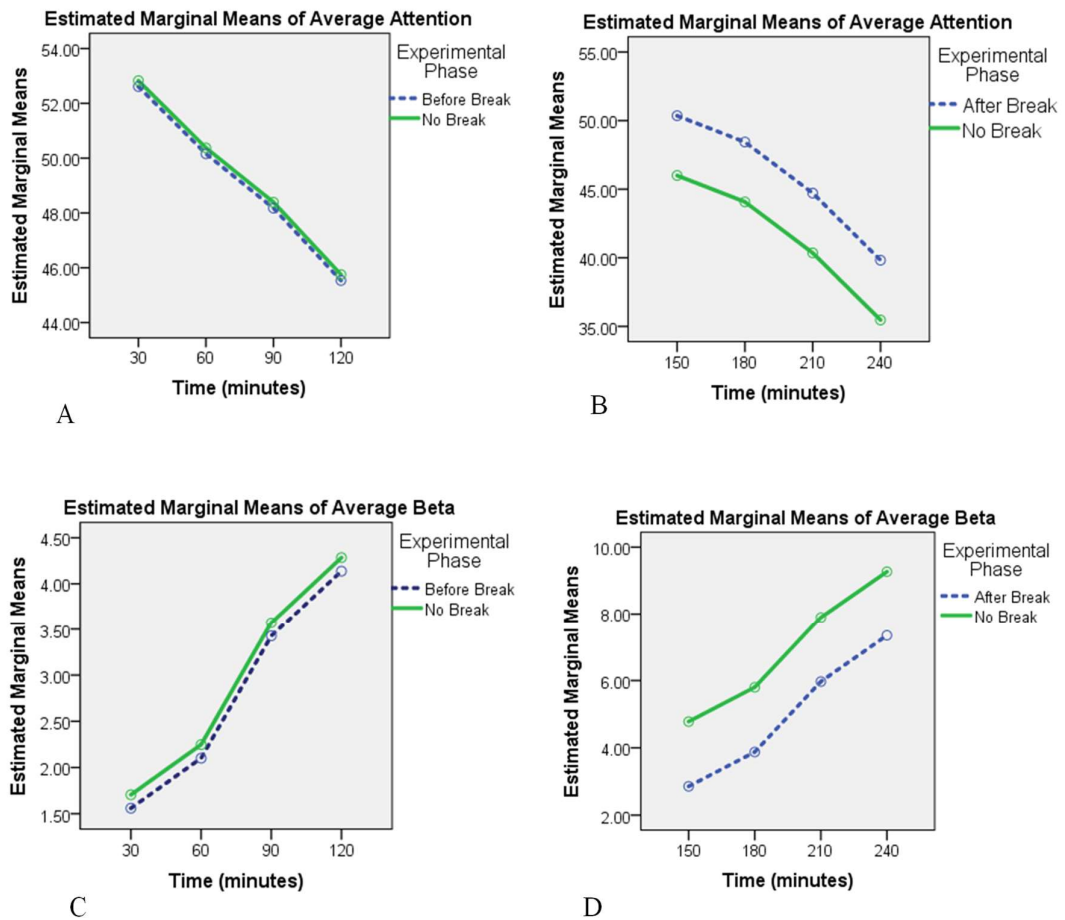 Estimated Marginal Means of Average Attention
Estimated Marginal Means
54.00
52.00
50.00
48.00
46.00
44.00
30 60 90 120
Time (minutes)
Experimental
Phase
Before Break
No Break
A
Estimated Marginal Means of Average Attention
Estimated Marginal Means
55.00
50.00
45.00
40.00
35.00
150 180 210 240
Time (minutes)
Experimental
Phase
After Break
No Break
B
Estimated Marginal Means of Average Beta
Estimated Marginal Means
4.50
4.00
3.50
3.00
2.50
2.00
1.50
30 60 90 120
Time (minutes)
Experimental
Phase
Before Break
No Break
C
Estimated Marginal Means of Average Beta
Estimated Marginal Means
10.00
8.00
6.00
4.00
2.00
150 180 210 240
Time (minutes)
Experimental
Phase
After Break
No Break
D